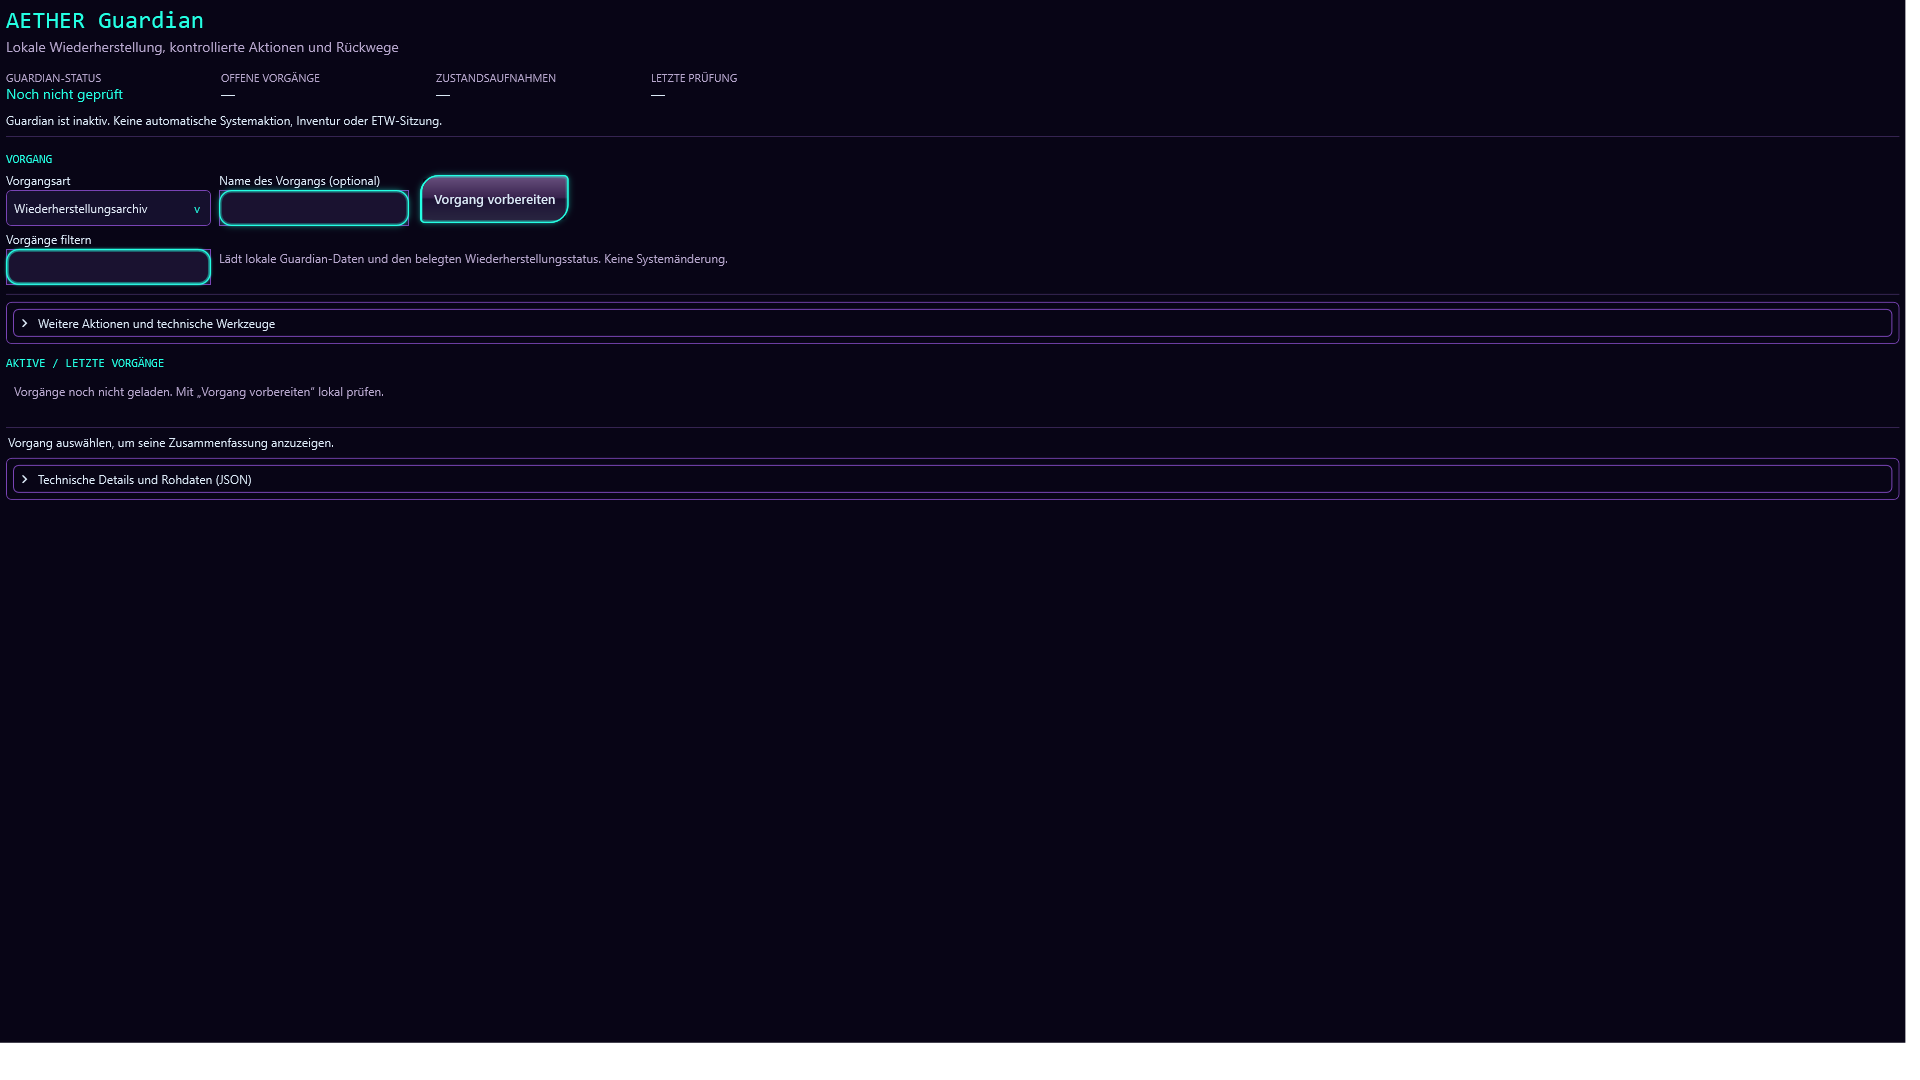 AETHER Guardian
Lokale Wiederherstellung, kontrollierte Aktionen und Rückwege
GUARDIAN-STATUS OFFENE VORGÄNGE ZUSTANDSAUFNAHMEN LETZTE PRÜFUNG
Noch nicht geprüft — — —
Guardian ist inaktiv. Keine automatische Systemaktion, Inventur oder ETW-Sitzung.
VORGANG
Vorgangsart Name des Vorgangs (optional)
Wiederherstellungsarchiv v Vorgang vorbereiten
Vorgänge filtern
Lädt lokale Guardian-Daten und den belegten Wiederherstellungsstatus. Keine Systemänderung.
Weitere Aktionen und technische Werkzeuge
AKTIVE / LETZTE VORGÄNGE
Vorgänge noch nicht geladen. Mit „Vorgang vorbereiten“ lokal prüfen.
Vorgang auswählen, um seine Zusammenfassung anzuzeigen.
Technische Details und Rohdaten (JSON)